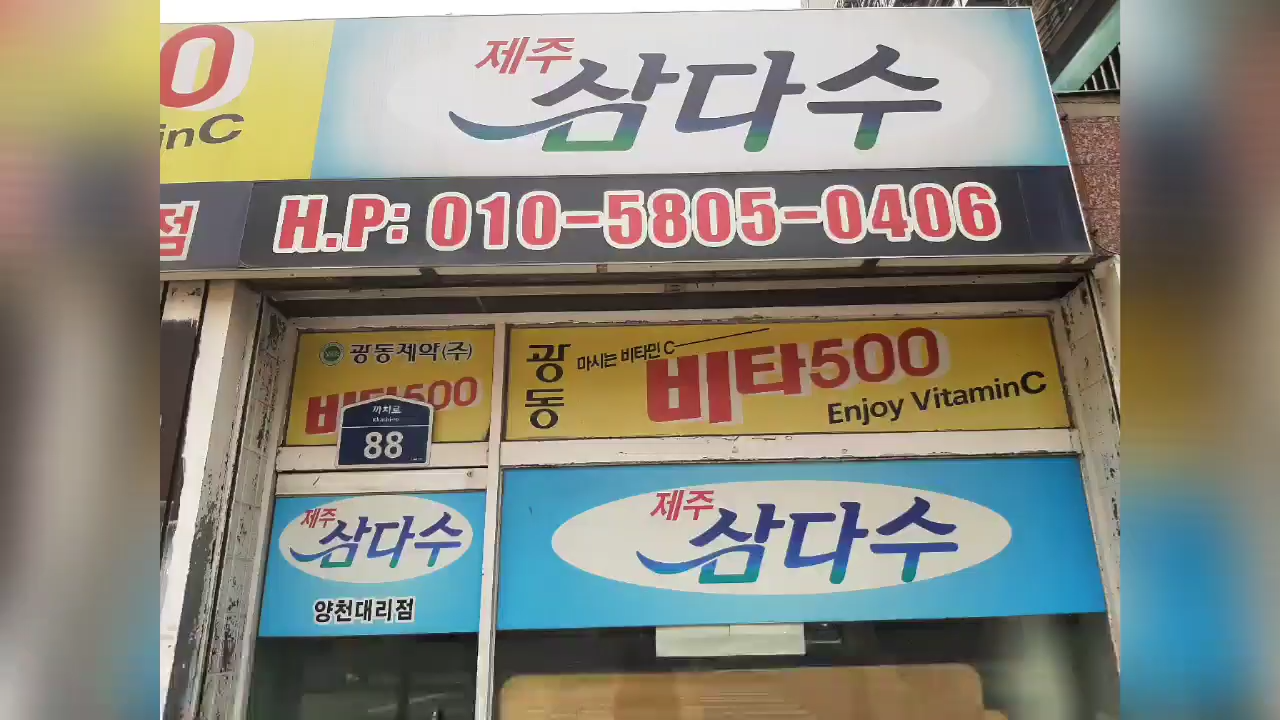 0
inC
제주 삼다수
점
H.P: 010-5805-0406
광동제약(주)
비타500
까치로
88
광동 마시는 비타민 C
비타500
Enjoy VitaminC
제주 삼다수
양천대리점
제주 삼다수